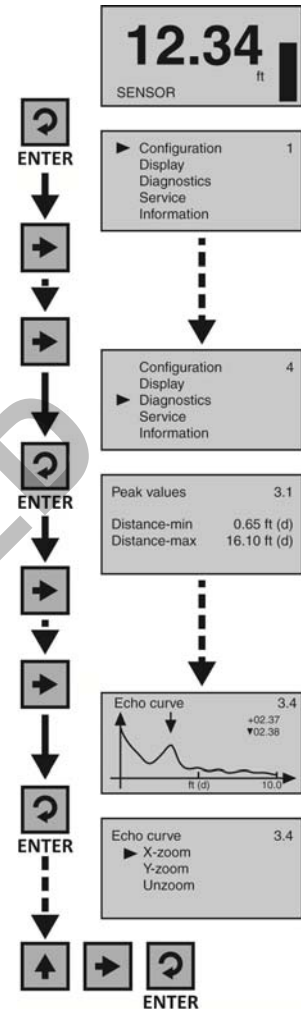 12.34
ft
SENSOR
ENTER
Configuration 1
Display
Diagnostics
Service
Information
Configuration 4
Display
Diagnostics
Service
Information
ENTER
Peak values 3.1
Distance-min 0.65 ft (d)
Distance-max 16.10 ft (d)
Echo curve 3.4
+02.37
▼02.38
ft (d) 10.0
ENTER
Echo curve 3.4
X-zoom
Y-zoom
Unzoom
ENTER